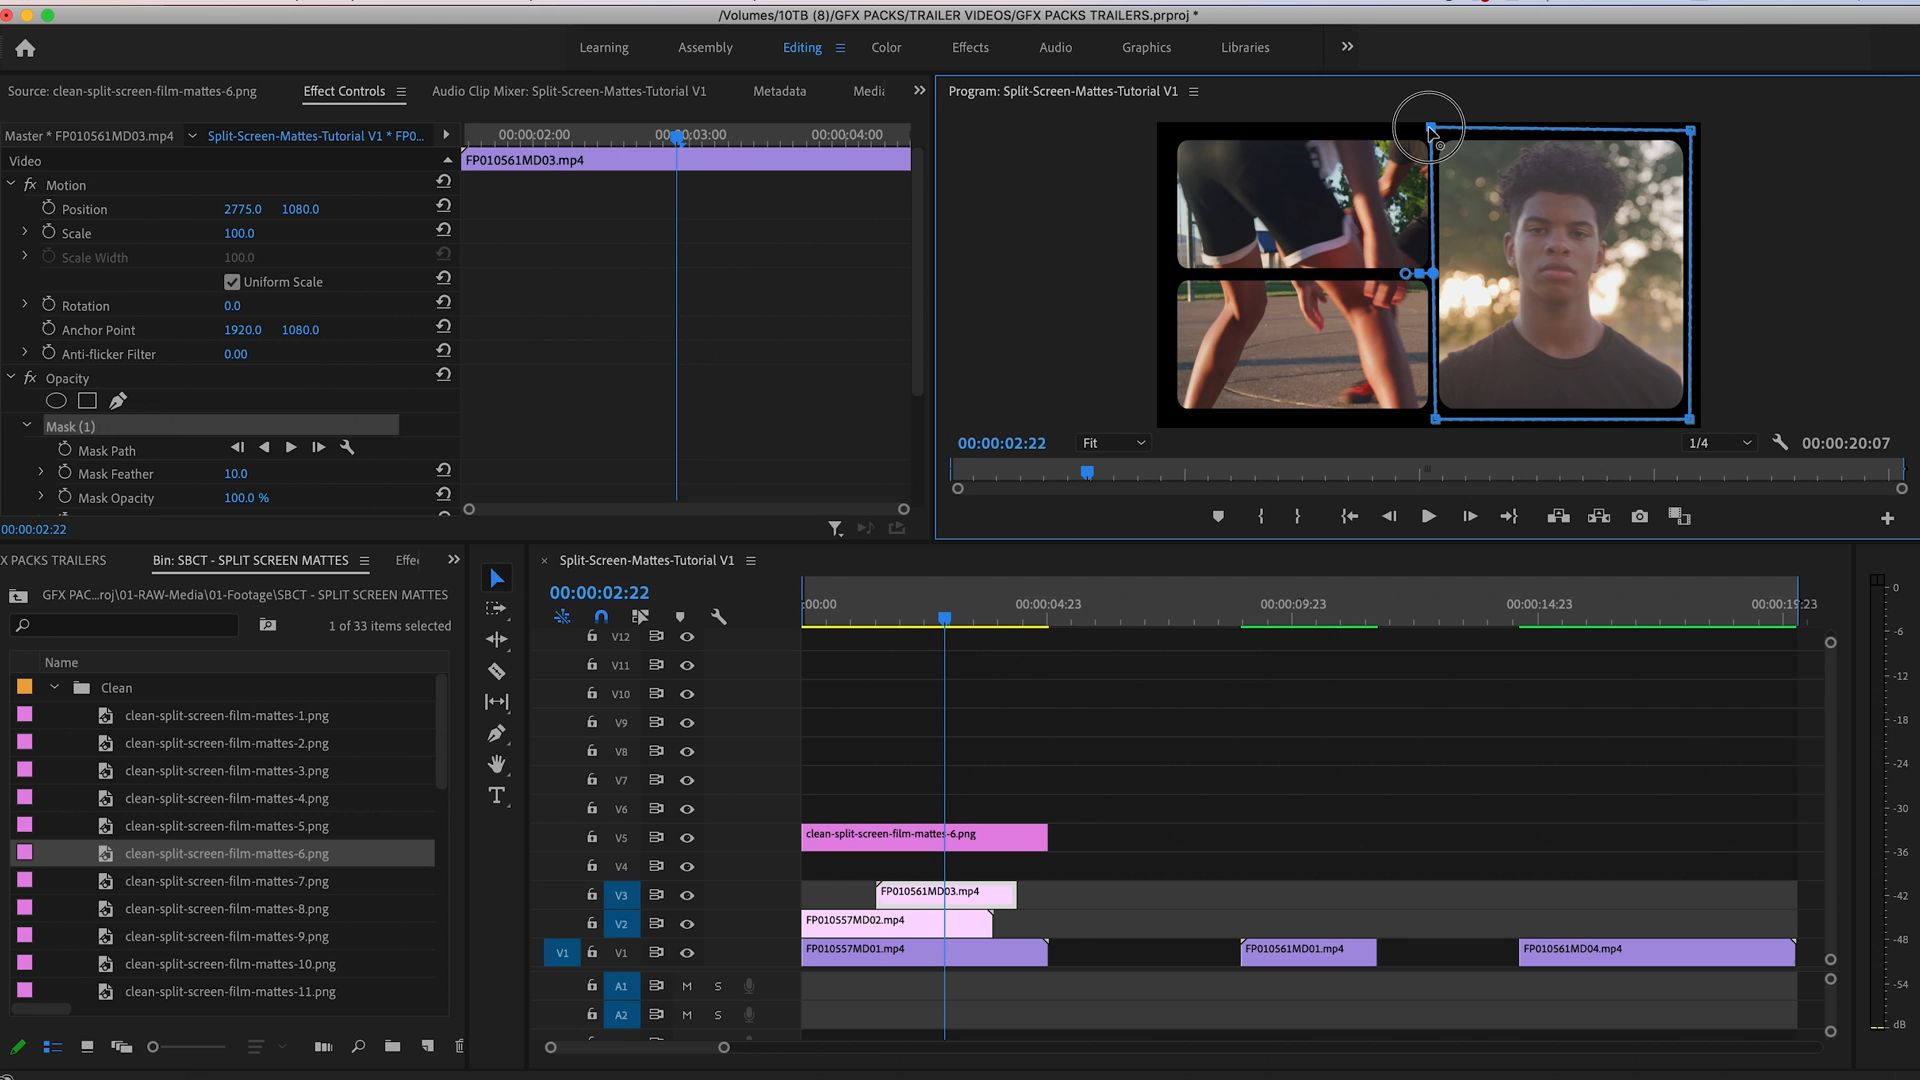 /Volumes/10TB (8)/GFX PACKS/TRAILER VIDEOS/GFX PACKS TRAILERS.prproj *
Learning Assembly Editing Color Effects Audio Graphics Libraries
Source: clean-split-screen-film-mattes-6.png Effect Controls Audio Clip Mixer: Split-Screen-Mattes-Tutorial V1 Metadata Media
Program: Split-Screen-Mattes-Tutorial V1
Master * FP010561MD03.mp4 Split-Screen-Mattes-Tutorial V1 * FP0...
00:00:02:00 00:00:03:00 00:00:04:00
Video
FP010561MD03.mp4
fx Motion
Position 2775.0 1080.0
Scale 100.0
Scale Width 100.0
Uniform Scale
Rotation 0.0
Anchor Point 1920.0 1080.0
Anti-flicker Filter 0.00
fx Opacity
Mask (1)
Mask Path
Mask Feather 10.0
Mask Opacity 100.0 %
00:00:02:22
00:00:02:22 Fit 1/4 00:00:20:07
X PACKS TRAILERS Bin: SBCT - SPLIT SCREEN MATTES Effe
GFX PAC...roj\01-RAW-Media\01-Footage\SBCT - SPLIT SCREEN MATTES
1 of 33 items selected
Name
Clean
clean-split-screen-film-mattes-1.png
clean-split-screen-film-mattes-2.png
clean-split-screen-film-mattes-3.png
clean-split-screen-film-mattes-4.png
clean-split-screen-film-mattes-5.png
clean-split-screen-film-mattes-6.png
clean-split-screen-film-mattes-7.png
clean-split-screen-film-mattes-8.png
clean-split-screen-film-mattes-9.png
clean-split-screen-film-mattes-10.png
clean-split-screen-film-mattes-11.png
Split-Screen-Mattes-Tutorial V1
00:00:02:22
:00:00 00:00:04:23 00:00:09:23 00:00:14:23 00:00:19:23
V12
V11
V10
V9
V8
V7
V6
V5 clean-split-screen-film-mattes-6.png
V4
V3 FP010561MD03.mp4
V2 FP010557MD02.mp4
V1 V1 FP010557MD01.mp4 FP010561MD01.mp4 FP010561MD04.mp4
A1 M S
A2 M S
0
-6
-12
-18
-24
-30
-36
-42
-48
-54
dB